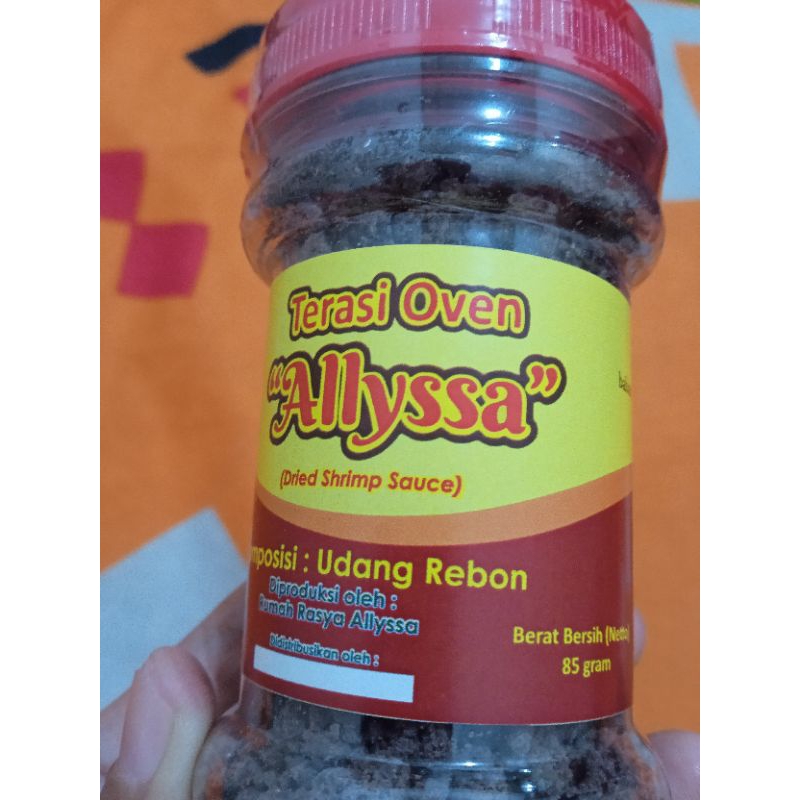 Terasi Oven
"Allyssa"
(Dried Shrimp Sauce)
mposisi : Udang Rebon
Diproduksi oleh :
Rumah Rasya Allyssa
Didistribusikan oleh :
Berat Bersih (Netto)
85 gram